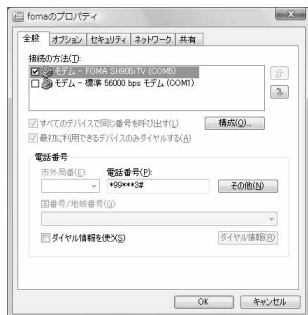 fomaのプロパティ
全般 オプション セキュリティ ネットワーク 共有
接続の方法(T):
モデム - FOMA SH905iTV (COM5)
モデム - 標準 56000 bps モデム (COM1)
すべてのデバイスで同じ番号を呼び出す(L)
構成(O)...
最初に利用できるデバイスのみダイヤルする(A)
電話番号
市外局番(E): 電話番号(P):
*99***3# その他(N)
国番号/地域番号(G):
ダイヤル情報を使う(S) ダイヤル情報(R)
OK キャンセル